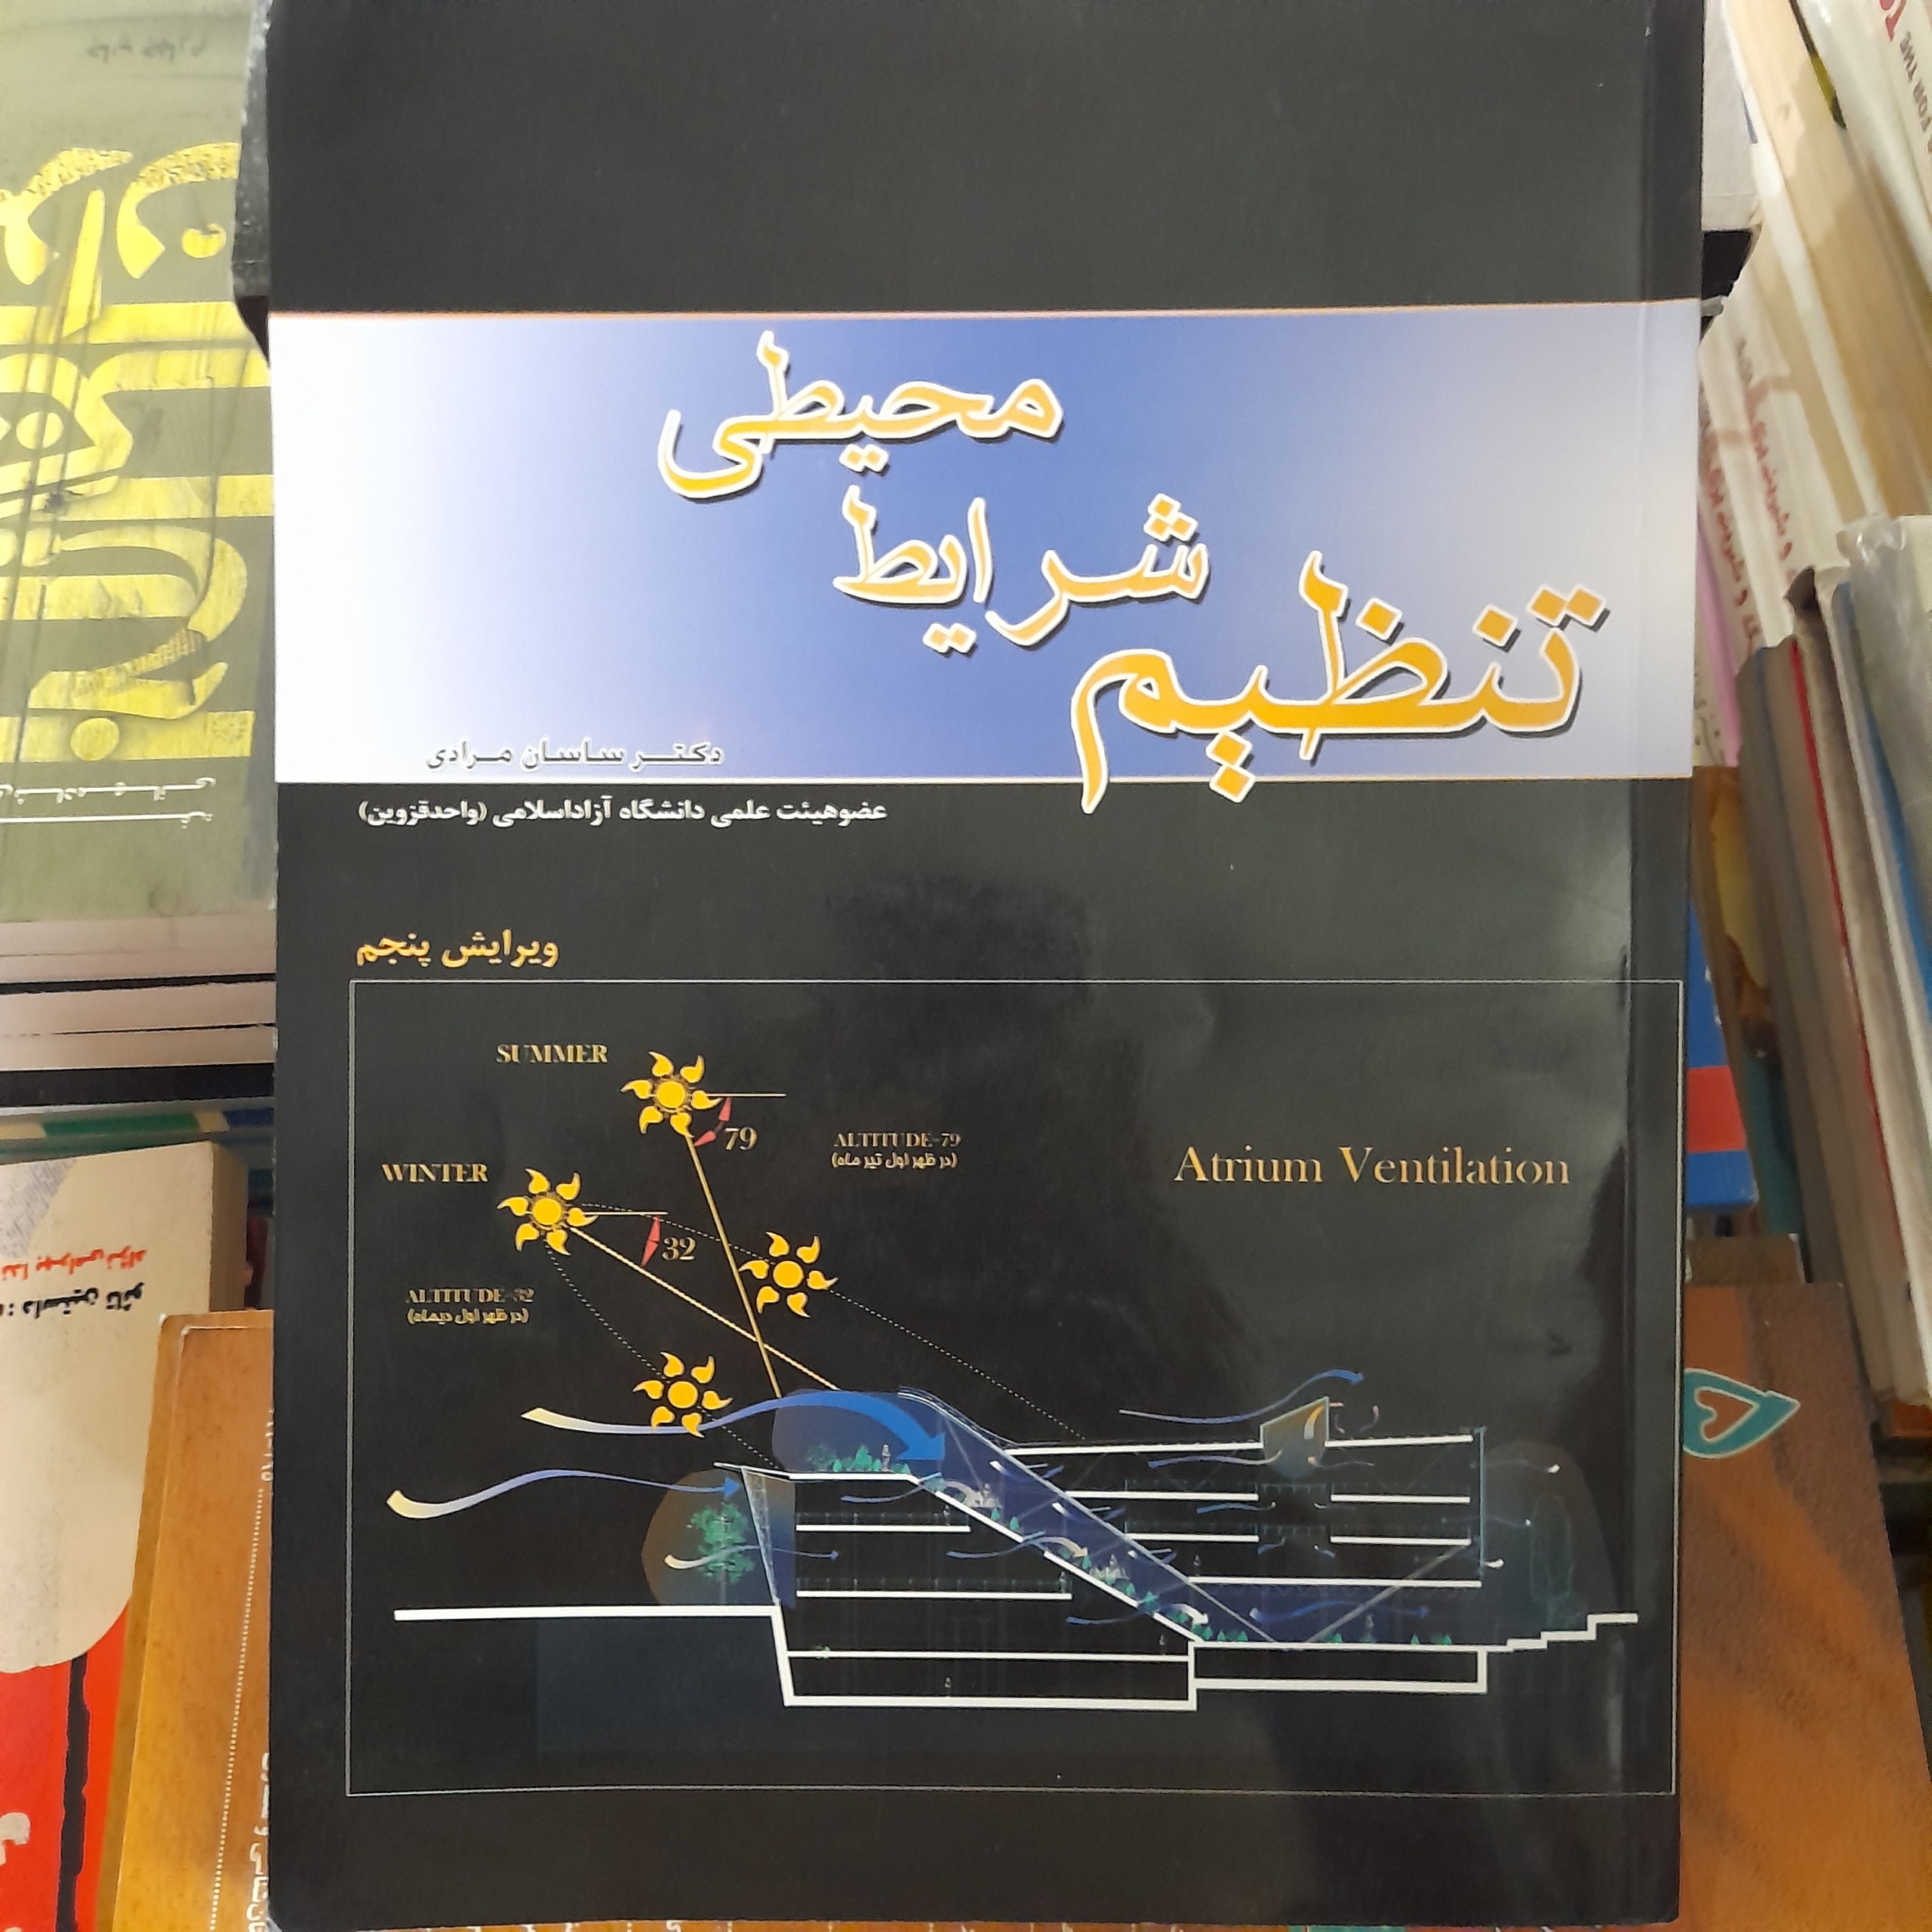 تنظیم
شرایط
محیطی
دکتر ساسان مرادی
عضوهیئت علمی دانشگاه آزاداسلامی (واحدقزوین)
ویرایش پنجم
SUMMER
79
ALTITUDE-79
(در ظهر اول تیر ماه)
Atrium Ventilation
WINTER
32
ALTITUDE-32
(در ظهر اول دیماه)